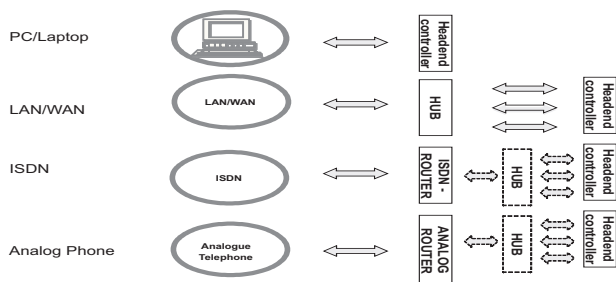 PC/Laptop
Headend
controller
LAN/WAN
LAN/WAN
HUB
Headend
controller
ISDN
ISDN
ISDN -
ROUTER
HUB
Headend
controller
Analog Phone
Analogue
Telephone
ANALOG
ROUTER
HUB
Headend
controller